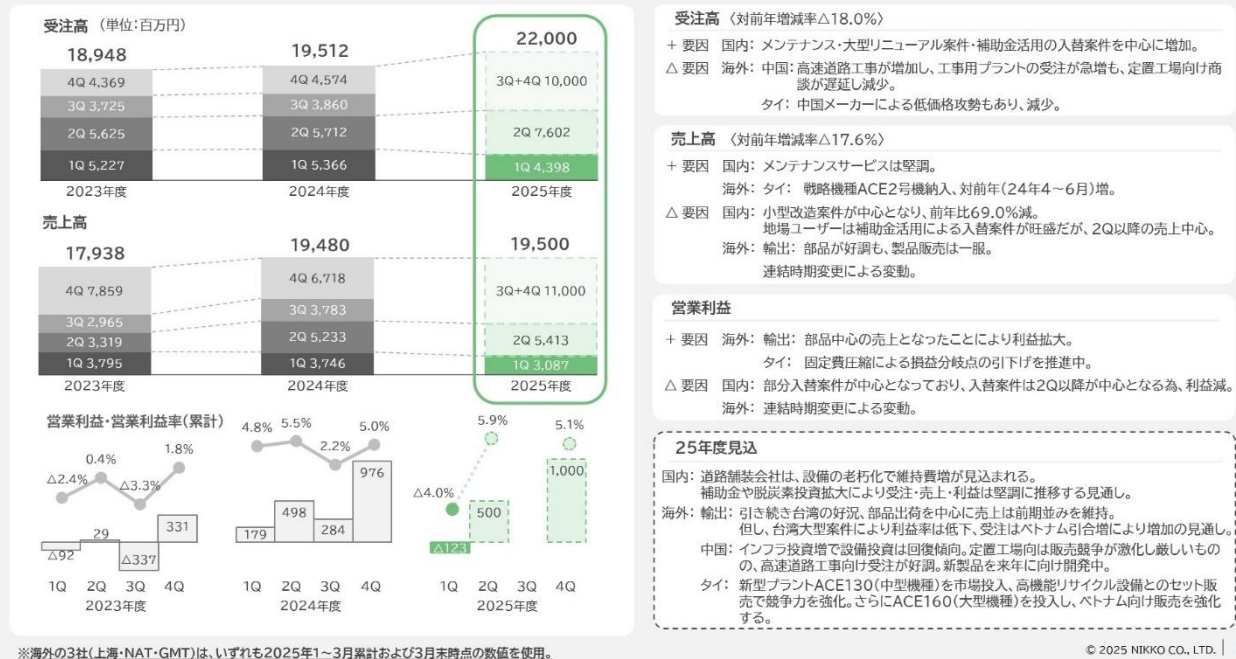 受注高 (単位:百万円)
18,948
19,512
22,000
4Q 4,369
3Q 3,725
2Q 5,625
1Q 5,227
4Q 4,574
3Q 3,860
2Q 5,712
1Q 5,366
3Q+4Q 10,000
2Q 7,602
1Q 4,398
2023年度
2024年度
2025年度
売上高
17,938
19,480
19,500
4Q 7,859
3Q 2,965
2Q 3,319
1Q 3,795
4Q 6,718
3Q 3,783
2Q 5,233
1Q 3,746
3Q+4Q 11,000
2Q 5,413
1Q 3,087
2023年度
2024年度
2025年度
営業利益・営業利益率(累計)
△2.4%
0.4%
△3.3%
1.8%
△92
29
△337
331
1Q 2Q 3Q 4Q
2023年度
4.8%
5.5%
2.2%
5.0%
179
498
284
976
1Q 2Q 3Q 4Q
2024年度
△4.0%
5.9%
5.1%
△123
500
1,000
1Q 2Q 3Q 4Q
2025年度
受注高 〈対前年増減率△18.0%〉
+ 要因 国内: メンテナンス・大型リニューアル案件・補助金活用の入替案件を中心に増加。
△ 要因 海外: 中国: 高速道路工事が増加し、工事用プラントの受注が急増も、定置工場向け商
談が遅延し減少。
タイ: 中国メーカーによる低価格攻勢もあり、減少。
売上高 〈対前年増減率△17.6%〉
+ 要因 国内: メンテナンスサービスは堅調。
海外: タイ: 戦略機種ACE2号機納入、対前年(24年4～6月)増。
△ 要因 国内: 小型改造案件が中心となり、前年比69.0%減。
地場ユーザーは補助金活用による入替案件が旺盛だが、2Q以降の売上中心。
海外: 輸出: 部品が好調も、製品販売は一服。
連結時期変更による変動。
営業利益
+ 要因 海外: 輸出: 部品中心の売上となったことにより利益拡大。
タイ: 固定費圧縮による損益分岐点の引下げを推進中。
△ 要因 国内: 部分入替案件が中心となっており、入替案件は2Q以降が中心となる為、利益減。
海外: 連結時期変更による変動。
25年度見込
国内: 道路舗装会社は、設備の老朽化で維持費増が見込まれる。
補助金や脱炭素投資拡大により受注・売上・利益は堅調に推移する見通し。
海外: 輸出: 引き続き台湾の好況、部品出荷を中心に売上は前期並みを維持。
但し、台湾大型案件により利益率は低下、受注はベトナム引合増により増加の見通し。
中国: インフラ投資増で設備投資は回復傾向。定置工場向は販売競争が激化し厳しいもの
の、高速道路工事向け受注が好調。新製品を来年に向け開発中。
タイ: 新型プラントACE130(中型機種)を市場投入、高機能リサイクル設備とのセット販
売で競争力を強化。さらにACE160(大型機種)を投入し、ベトナム向け販売を強化
する。
※海外の3社(上海・NAT・GMT)は、いずれも2025年1～3月累計および3月末時点の数値を使用。
© 2025 NIKKO CO., LTD.